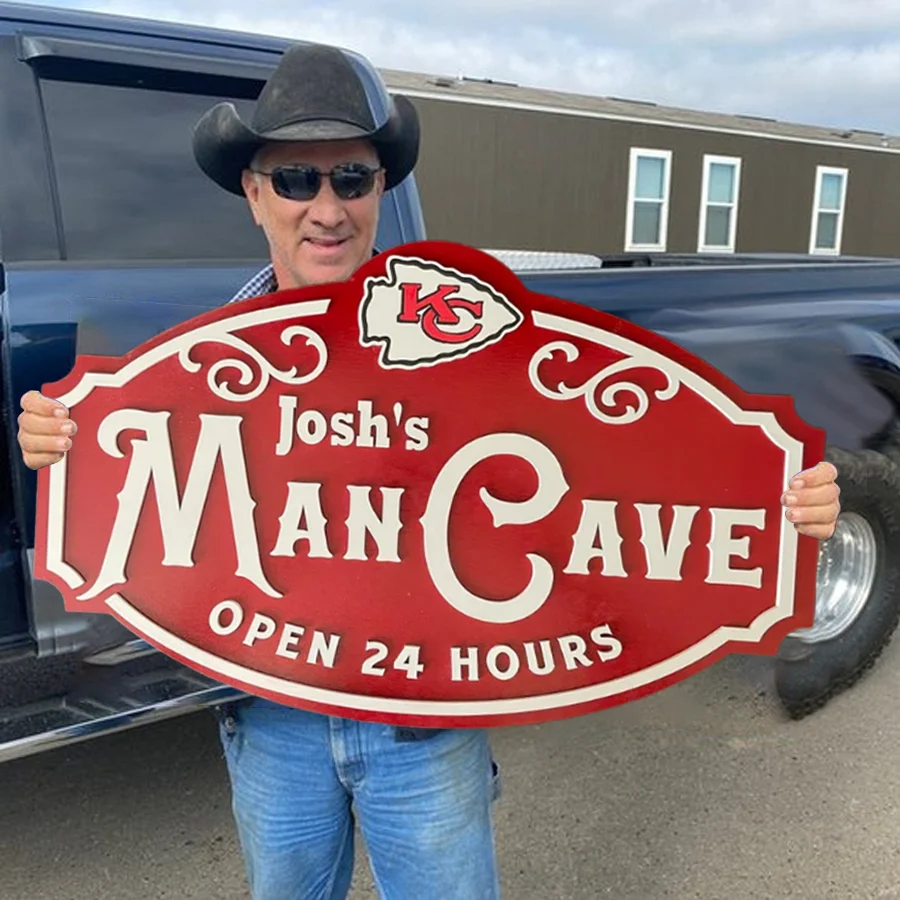 KC
Josh's
Man Cave
OPEN 24 HOURS